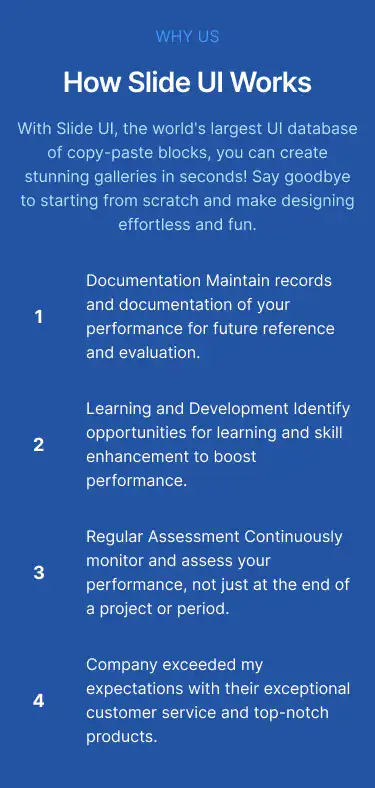 WHY US
How Slide UI Works
With Slide UI, the world's largest UI database
of copy-paste blocks, you can create
stunning galleries in seconds! Say goodbye
to starting from scratch and make designing
effortless and fun.
1
Documentation Maintain records
and documentation of your
performance for future reference
and evaluation.
2
Learning and Development Identify
opportunities for learning and skill
enhancement to boost
performance.
3
Regular Assessment Continuously
monitor and assess your
performance, not just at the end of
a project or period.
4
Company exceeded my
expectations with their exceptional
customer service and top-notch
products.